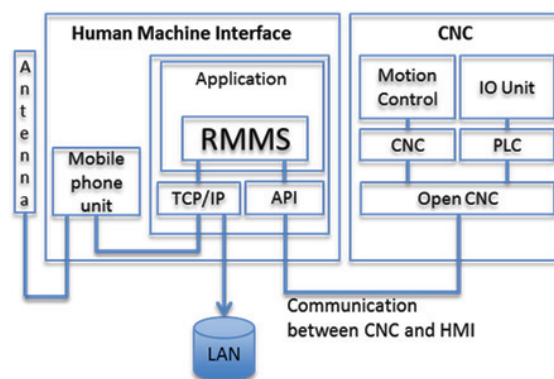 Human Machine Interface
CNC
Antenna
Application
RMMS
Mobile
phone
unit
TCP/IP
API
Motion
Control
IO Unit
CNC
PLC
Open CNC
Communication
between CNC and HMI
LAN